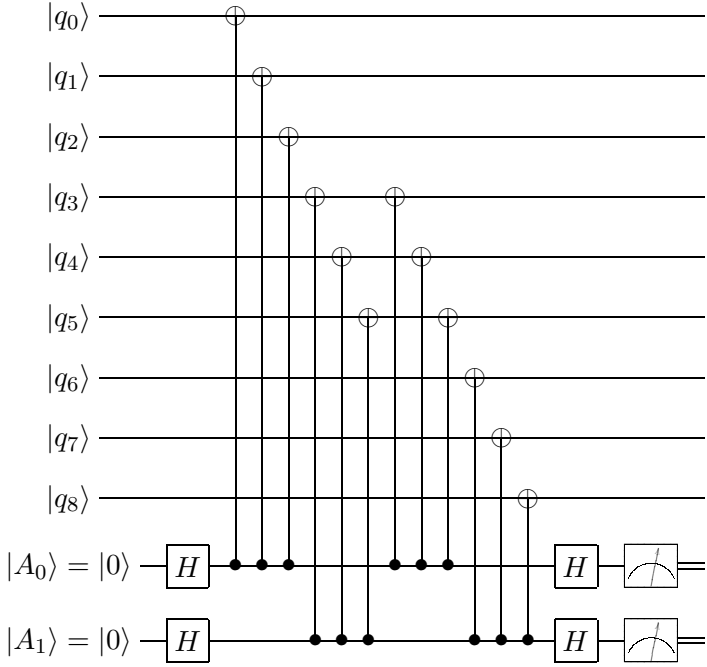 |q₀⟩
|q₁⟩
|q₂⟩
|q₃⟩
|q₄⟩
|q₅⟩
|q₆⟩
|q₇⟩
|q₈⟩
|A₀⟩ = |0⟩ H H
|A₁⟩ = |0⟩ H H